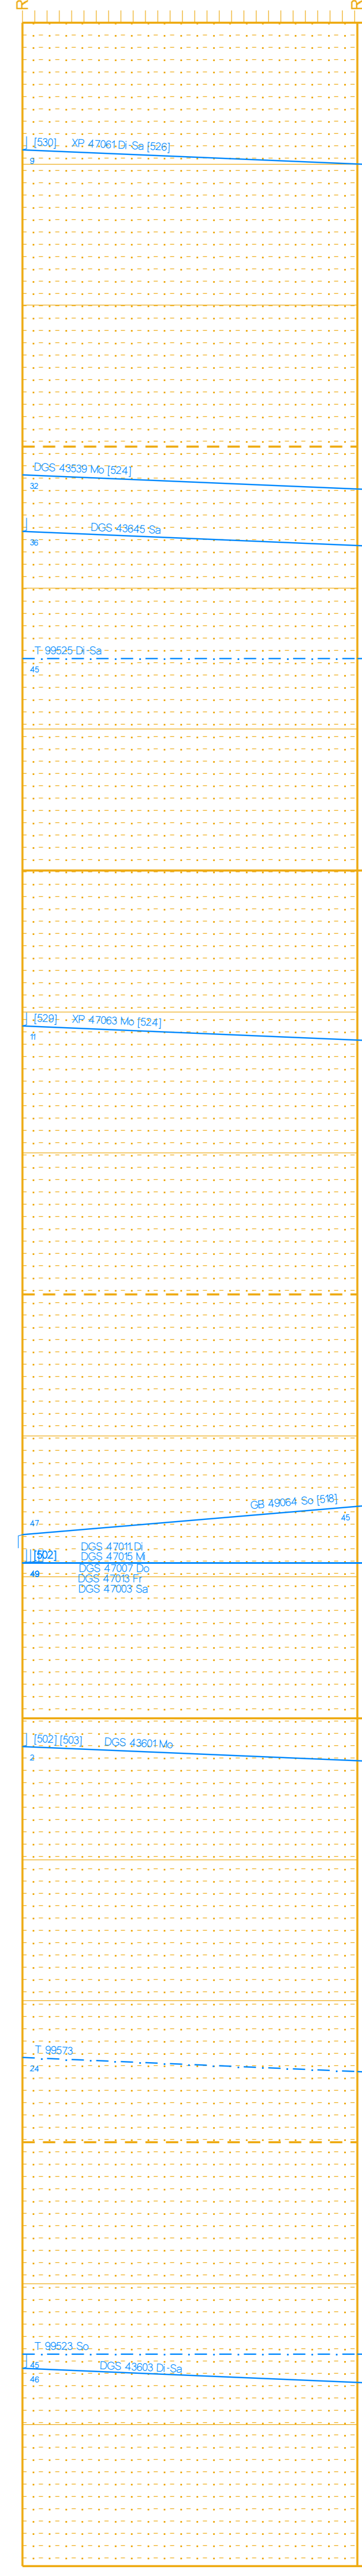 R R
[530] XP 47061 Di-Sa [526]
9
DGS 43539 Mo [524]
32
DGS 43645 Sa
36
T 99525 Di-Sa
45
[529] XP 47063 Mo [524]
11
GB 49064 So [518]
47 45
DGS 47011 Di
[502] DGS 47015 Mi
DGS 47007 Do
49
DGS 47013 Fr
DGS 47003 Sa
[502] [503] DGS 43601 Mo
2
T 99573
24
T 99523 So
45 DGS 43603 Di-Sa
46